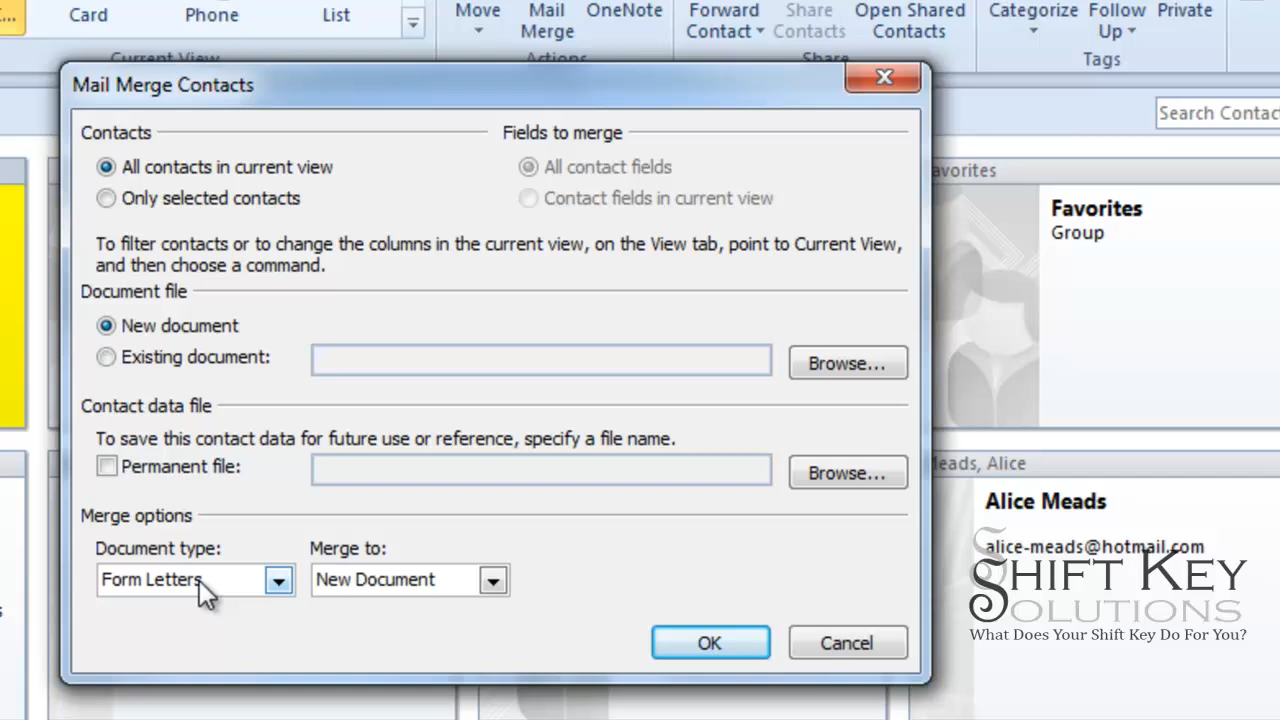 Card
Phone
List
Move
Mail
Merge
OneNote
Forward
Contact
Share
Contacts
Open Shared
Contacts
Categorize
Follow
Up
Private
Current View
Actions
Share
Tags
Mail Merge Contacts
Search Contac
Contacts
Fields to merge
All contacts in current view
All contact fields
Only selected contacts
Contact fields in current view
To filter contacts or to change the columns in the current view, on the View tab, point to Current View,
and then choose a command.
Document file
New document
Existing document:
Browse...
Contact data file
To save this contact data for future use or reference, specify a file name.
Permanent file:
Browse...
Merge options
Document type:
Merge to:
Form Letters
New Document
OK
Cancel
avorites
Favorites
Group
Meads, Alice
Alice Meads
alice-meads@hotmail.com
SHIFT KEY
SOLUTIONS
What Does Your Shift Key Do For You?